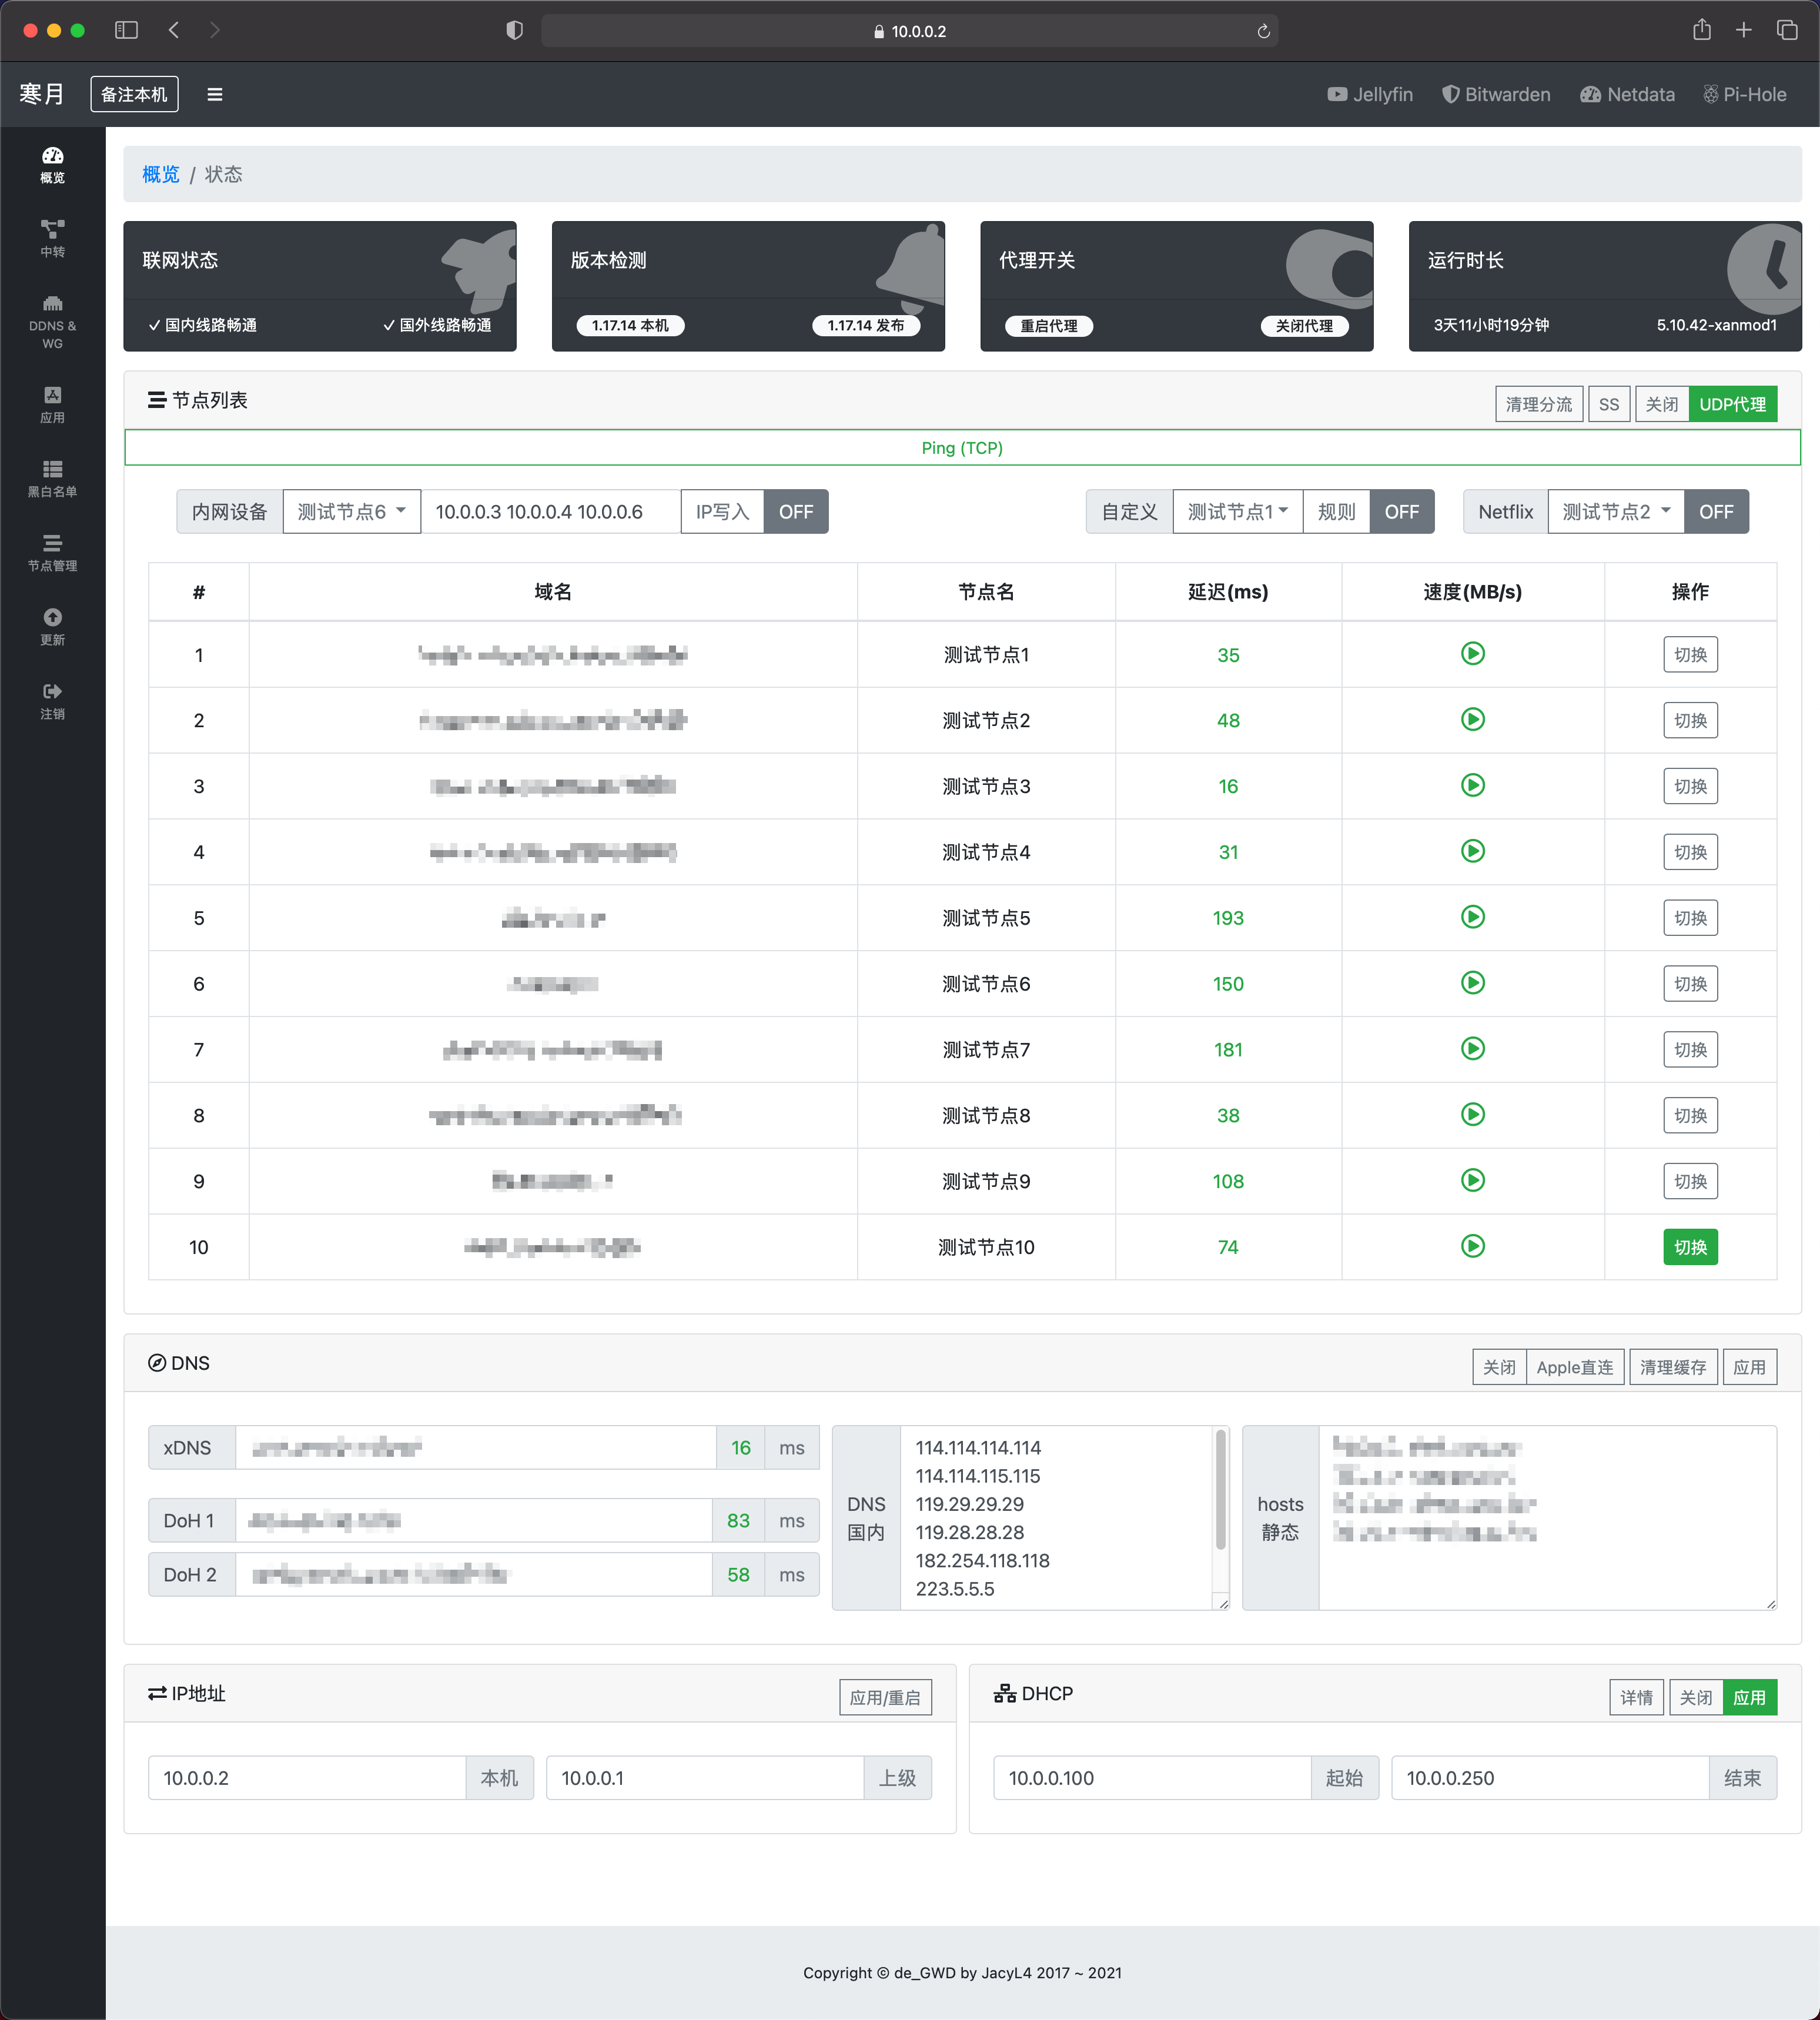 10.0.0.2
寒月 备注本机 Jellyfin Bitwarden Netdata Pi-Hole
概览
中转
DDNS &
WG
应用
黑白名单
节点管理
更新
注销
概览 / 状态
联网状态
国内线路畅通 国外线路畅通
版本检测
1.17.14 本机 1.17.14 发布
代理开关
重启代理 关闭代理
运行时长
3天11小时19分钟 5.10.42-xanmod1
节点列表 清理分流 SS 关闭 UDP代理
Ping (TCP)
内网设备 测试节点6 10.0.0.3 10.0.0.4 10.0.0.6 IP写入 OFF 自定义 测试节点1 规则 OFF Netflix 测试节点2 OFF
# 域名 节点名 延迟(ms) 速度(MB/s) 操作
1 测试节点1 35 切换
2 测试节点2 48 切换
3 测试节点3 16 切换
4 测试节点4 31 切换
5 测试节点5 193 切换
6 测试节点6 150 切换
7 测试节点7 181 切换
8 测试节点8 38 切换
9 测试节点9 108 切换
10 测试节点10 74 切换
DNS 关闭 Apple直连 清理缓存 应用
xDNS 16 ms
DoH 1 83 ms
DoH 2 58 ms
DNS
国内
114.114.114.114
114.114.115.115
119.29.29.29
119.28.28.28
182.254.118.118
223.5.5.5
hosts
静态
IP地址 应用/重启
10.0.0.2 本机 10.0.0.1 上级
DHCP 详情 关闭 应用
10.0.0.100 起始 10.0.0.250 结束
Copyright © de_GWD by JacyL4 2017 ~ 2021